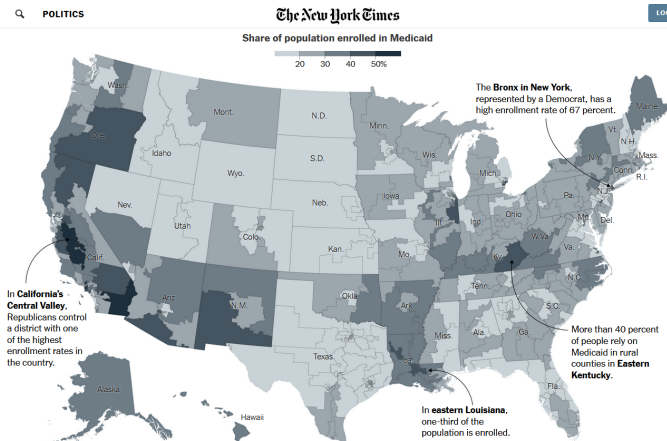 POLITICS
The New York Times
LO
Share of population enrolled in Medicaid
20 30 40 50%
The Bronx in New York,
represented by a Democrat, has a
high enrollment rate of 67 percent.
Wash.
Mont.
N.D.
Minn.
Maine
Ore.
Idaho
S.D.
Wis.
Mich.
Vt.
N.H.
N.Y.
Mass.
Conn.
R.I.
Wyo.
Iowa
Pa.
N.J.
Nev.
Neb.
Ill.
Ind.
Ohio
Md.
Del.
Utah
Colo.
Kan.
Mo.
W.Va.
Va.
Calif.
Ky.
In California's
Central Valley,
Republicans control
a district with one
of the highest
enrollment rates in
the country.
Ariz.
N.M.
Okla.
Ark.
Tenn.
N.C.
S.C.
Miss.
Ala.
Ga.
More than 40 percent
of people rely on
Medicaid in rural
counties in Eastern
Kentucky.
Texas
La.
Fla.
Alaska
Hawaii
In eastern Louisiana,
one-third of the
population is enrolled.